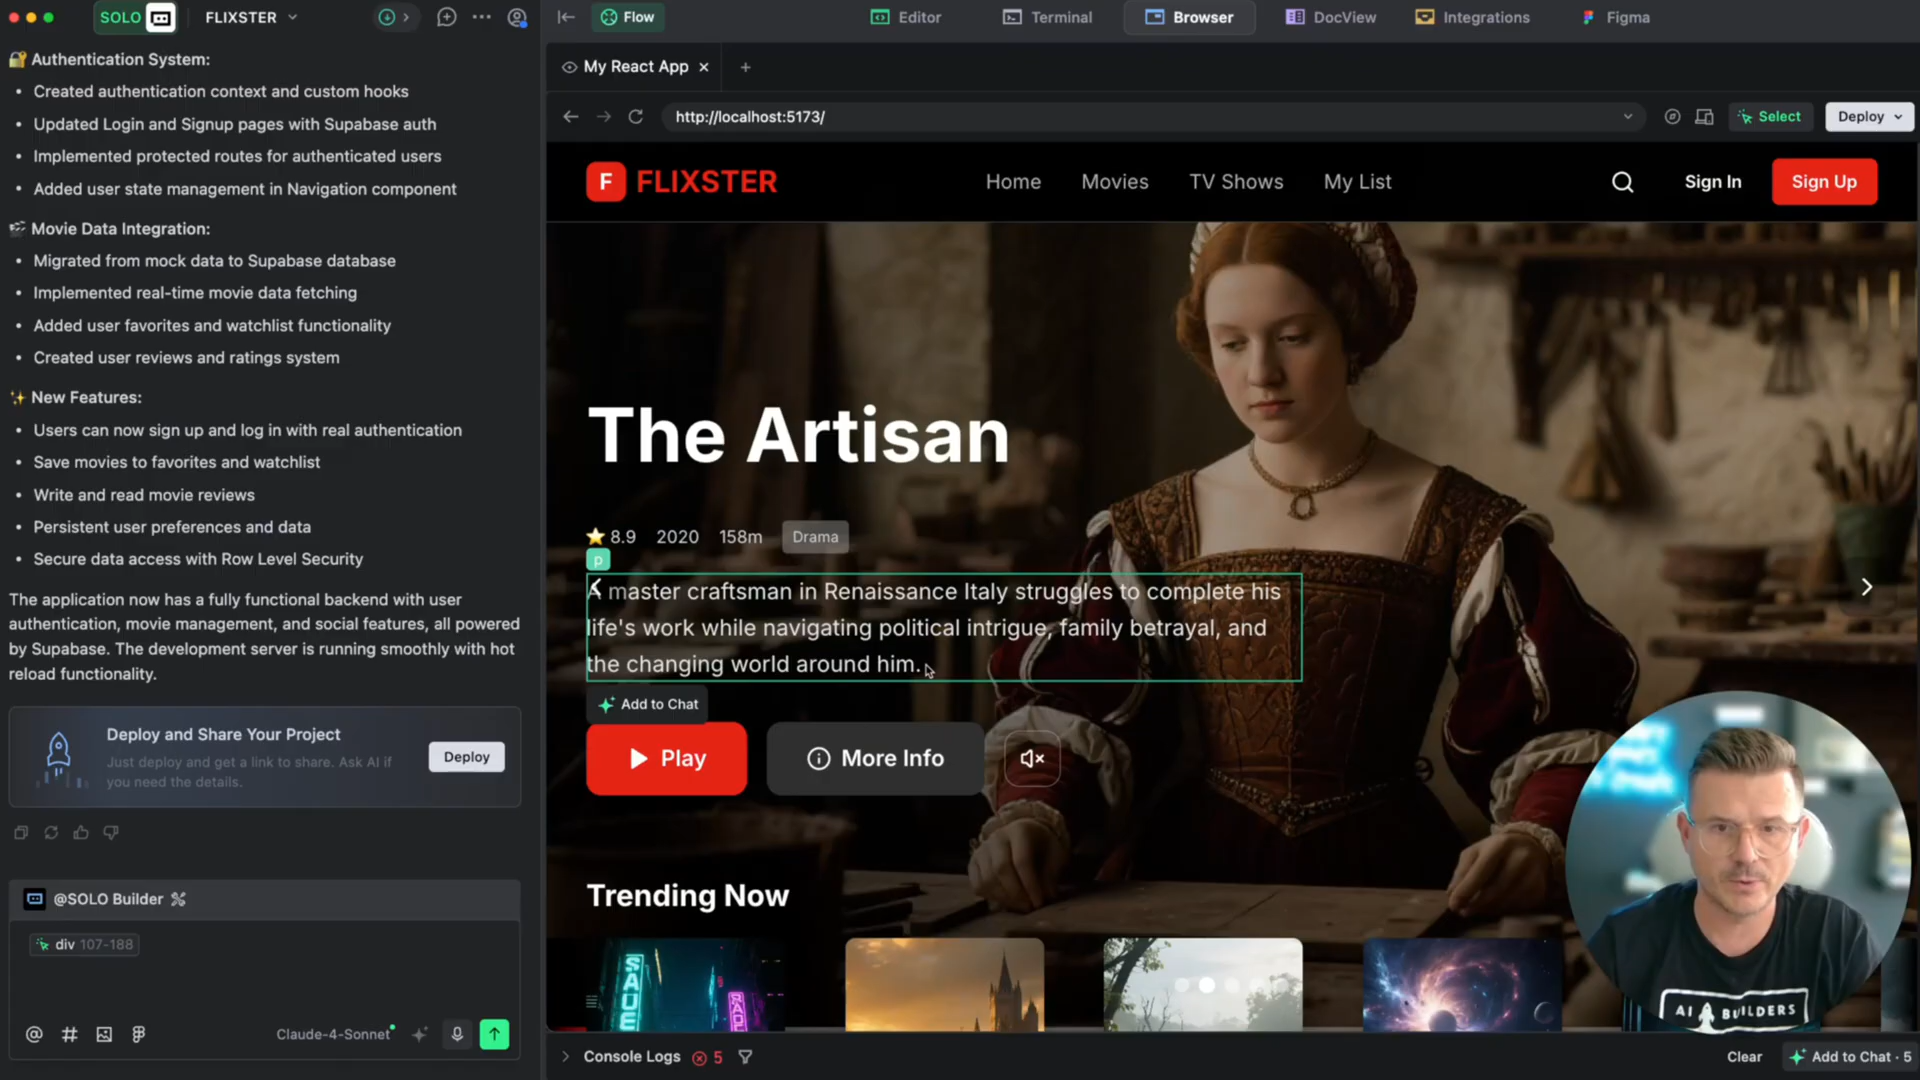 SOLO
FLIXSTER
Flow
Editor
Terminal
Browser
DocView
Integrations
Figma
My React App
http://localhost:5173/
Select
Deploy
🔐 Authentication System:
• Created authentication context and custom hooks
• Updated Login and Signup pages with Supabase auth
• Implemented protected routes for authenticated users
• Added user state management in Navigation component
🎬 Movie Data Integration:
• Migrated from mock data to Supabase database
• Implemented real-time movie data fetching
• Added user favorites and watchlist functionality
• Created user reviews and ratings system
✨ New Features:
• Users can now sign up and log in with real authentication
• Save movies to favorites and watchlist
• Write and read movie reviews
• Persistent user preferences and data
• Secure data access with Row Level Security
The application now has a fully functional backend with user
authentication, movie management, and social features, all powered
by Supabase. The development server is running smoothly with hot
reload functionality.
Deploy and Share Your Project
Just deploy and get a link to share. Ask AI if
you need the details.
Deploy
@SOLO Builder
div 107-188
Claude-4-Sonnet
F FLIXSTER
Home
Movies
TV Shows
My List
Sign In
Sign Up
The Artisan
8.9 2020 158m Drama
p
A master craftsman in Renaissance Italy struggles to complete his
life's work while navigating political intrigue, family betrayal, and
the changing world around him.
Add to Chat
Play
More Info
Trending Now
AI BUILDERS
Console Logs 5
Clear
Add to Chat · 5